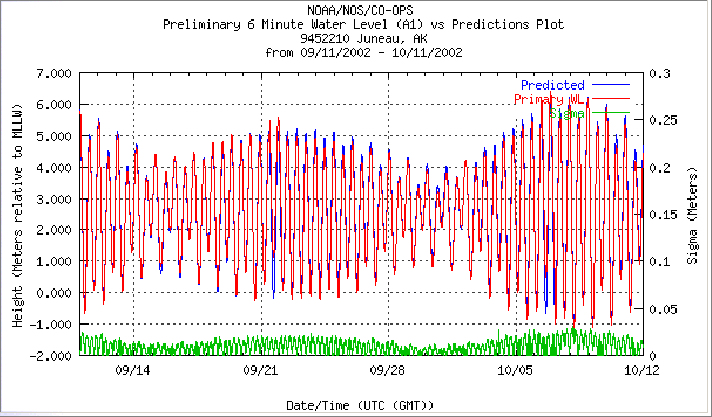 NOAA/NOS/CO-OPS
Preliminary 6 Minute Water Level (A1) vs Predictions Plot
9452210 Juneau, AK
from 09/11/2002 - 10/11/2002
7.000
6.000
5.000
4.000
3.000
2.000
1.000
0.000
-1.000
-2.000
Height (Meters relative to MLLW)
Predicted
Primary WL
Sigma
0.3
0.25
0.2
0.15
0.1
0.05
0
Sigma (Meters)
09/14 09/21 09/28 10/05 10/12
Date/Time (UTC (GMT))